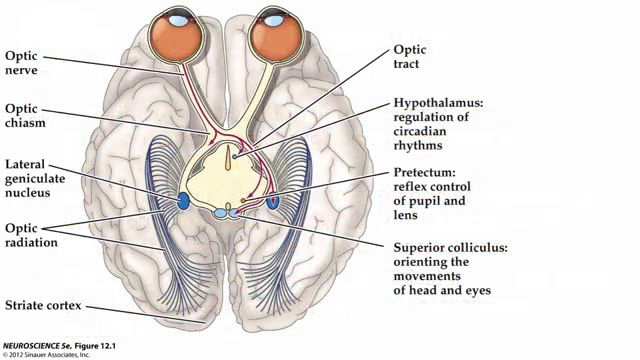 Optic
nerve
Optic
chiasm
Lateral
geniculate
nucleus
Optic
radiation
Striate cortex
Optic
tract
Hypothalamus:
regulation of
circadian
rhythms
Pretectum:
reflex control
of pupil and
lens
Superior colliculus:
orienting the
movements
of head and eyes
NEUROSCIENCE 5e, Figure 12.1
© 2012 Sinauer Associates, Inc.